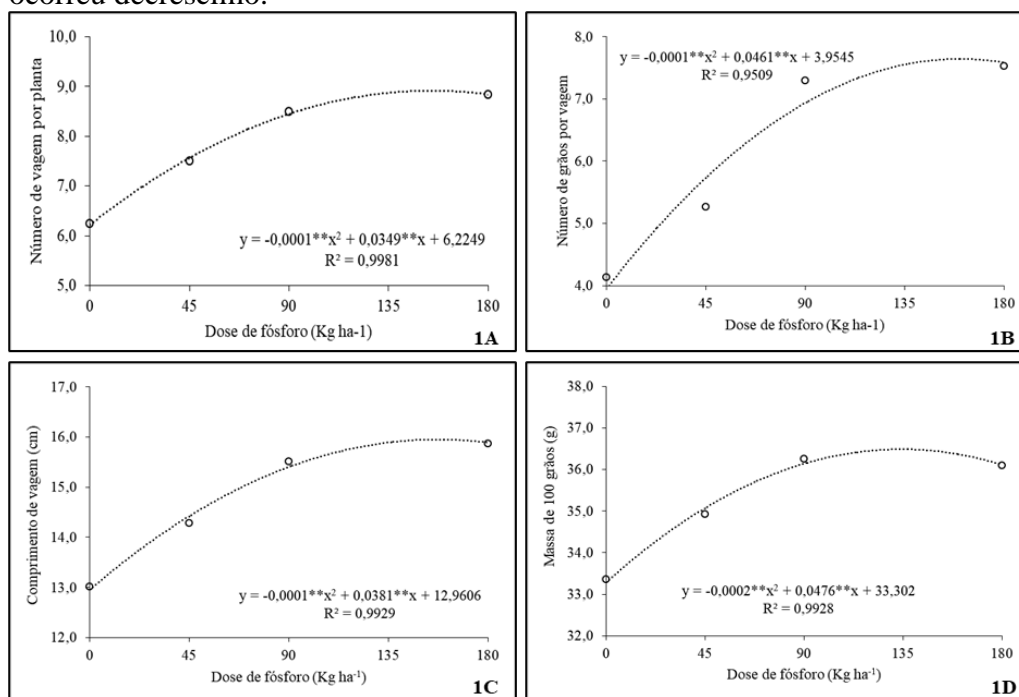 ocorreu decréscimo.
10,0
9,0
8,0
7,0
6,0
5,0
Número de vagem por planta
y = -0,0001**x² + 0,0349**x + 6,2249
R² = 0,9981
0 45 90 135 180
Dose de fósforo (Kg ha-1)
1A
8,0
7,0
6,0
5,0
4,0
Número de grãos por vagem
y = -0,0001**x² + 0,0461**x + 3,9545
R² = 0,9509
0 45 90 135 180
Dose de fósforo (Kg ha-1)
1B
17,0
16,0
15,0
14,0
13,0
12,0
Comprimento de vagem (cm)
y = -0,0001**x² + 0,0381**x + 12,9606
R² = 0,9929
0 45 90 135 180
Dose de fósforo (Kg ha⁻¹)
1C
38,0
37,0
36,0
35,0
34,0
33,0
32,0
Massa de 100 grãos (g)
y = -0,0002**x² + 0,0476**x + 33,302
R² = 0,9928
0 45 90 135 180
Dose de fósforo (Kg ha⁻¹)
1D